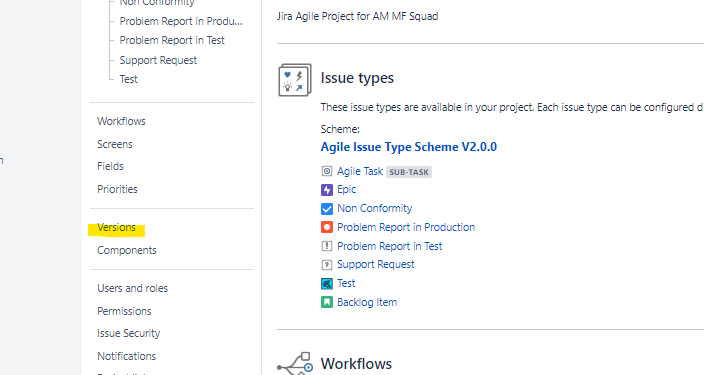 Non Conformity
Problem Report in Produ...
Problem Report in Test
Support Request
Test
Workflows
Screens
Fields
Priorities
Versions
Components
Users and roles
Permissions
Issue Security
Notifications
Jira Agile Project for AM MF Squad
Issue types
These issue types are available in your project. Each issue type can be configured d
Scheme:
Agile Issue Type Scheme V2.0.0
Agile Task SUB-TASK
Epic
Non Conformity
Problem Report in Production
Problem Report in Test
Support Request
Test
Backlog Item
Workflows